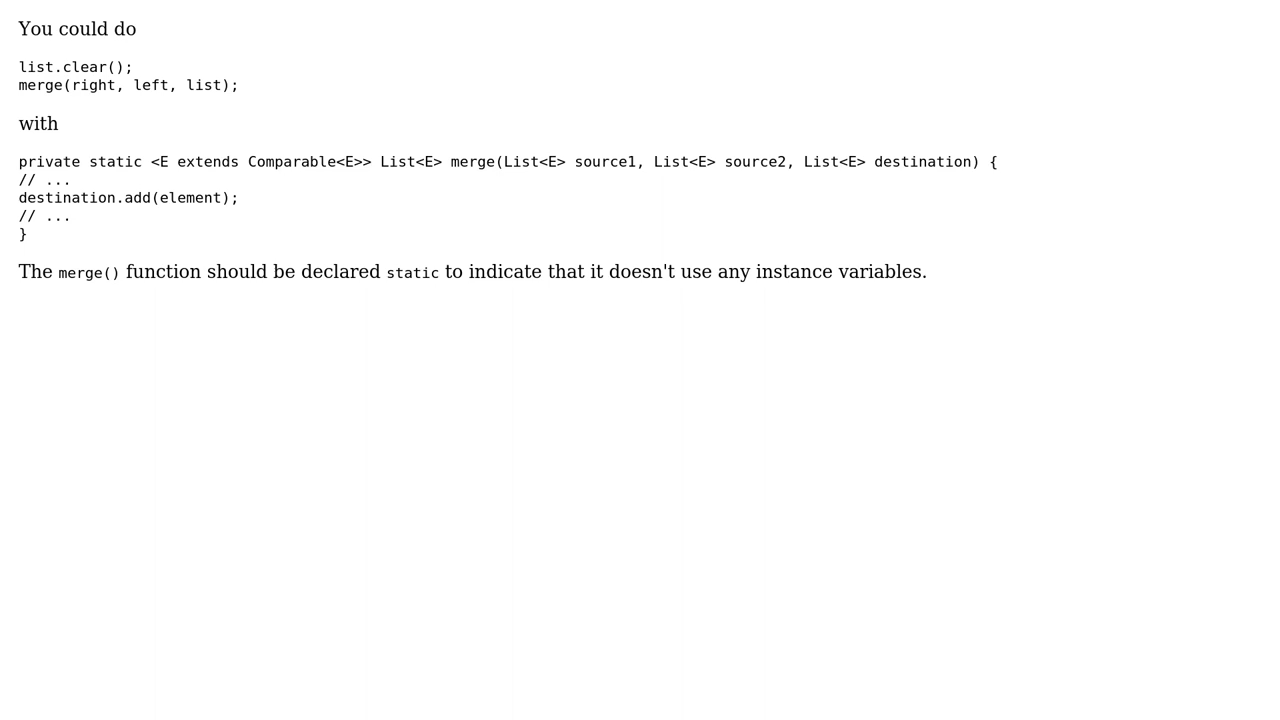 You could do
list.clear();
merge(right, left, list);
with
private static <E extends Comparable<E>> List<E> merge(List<E> source1, List<E> source2, List<E> destination) {
// ...
destination.add(element);
// ...
}
The merge() function should be declared static to indicate that it doesn't use any instance variables.